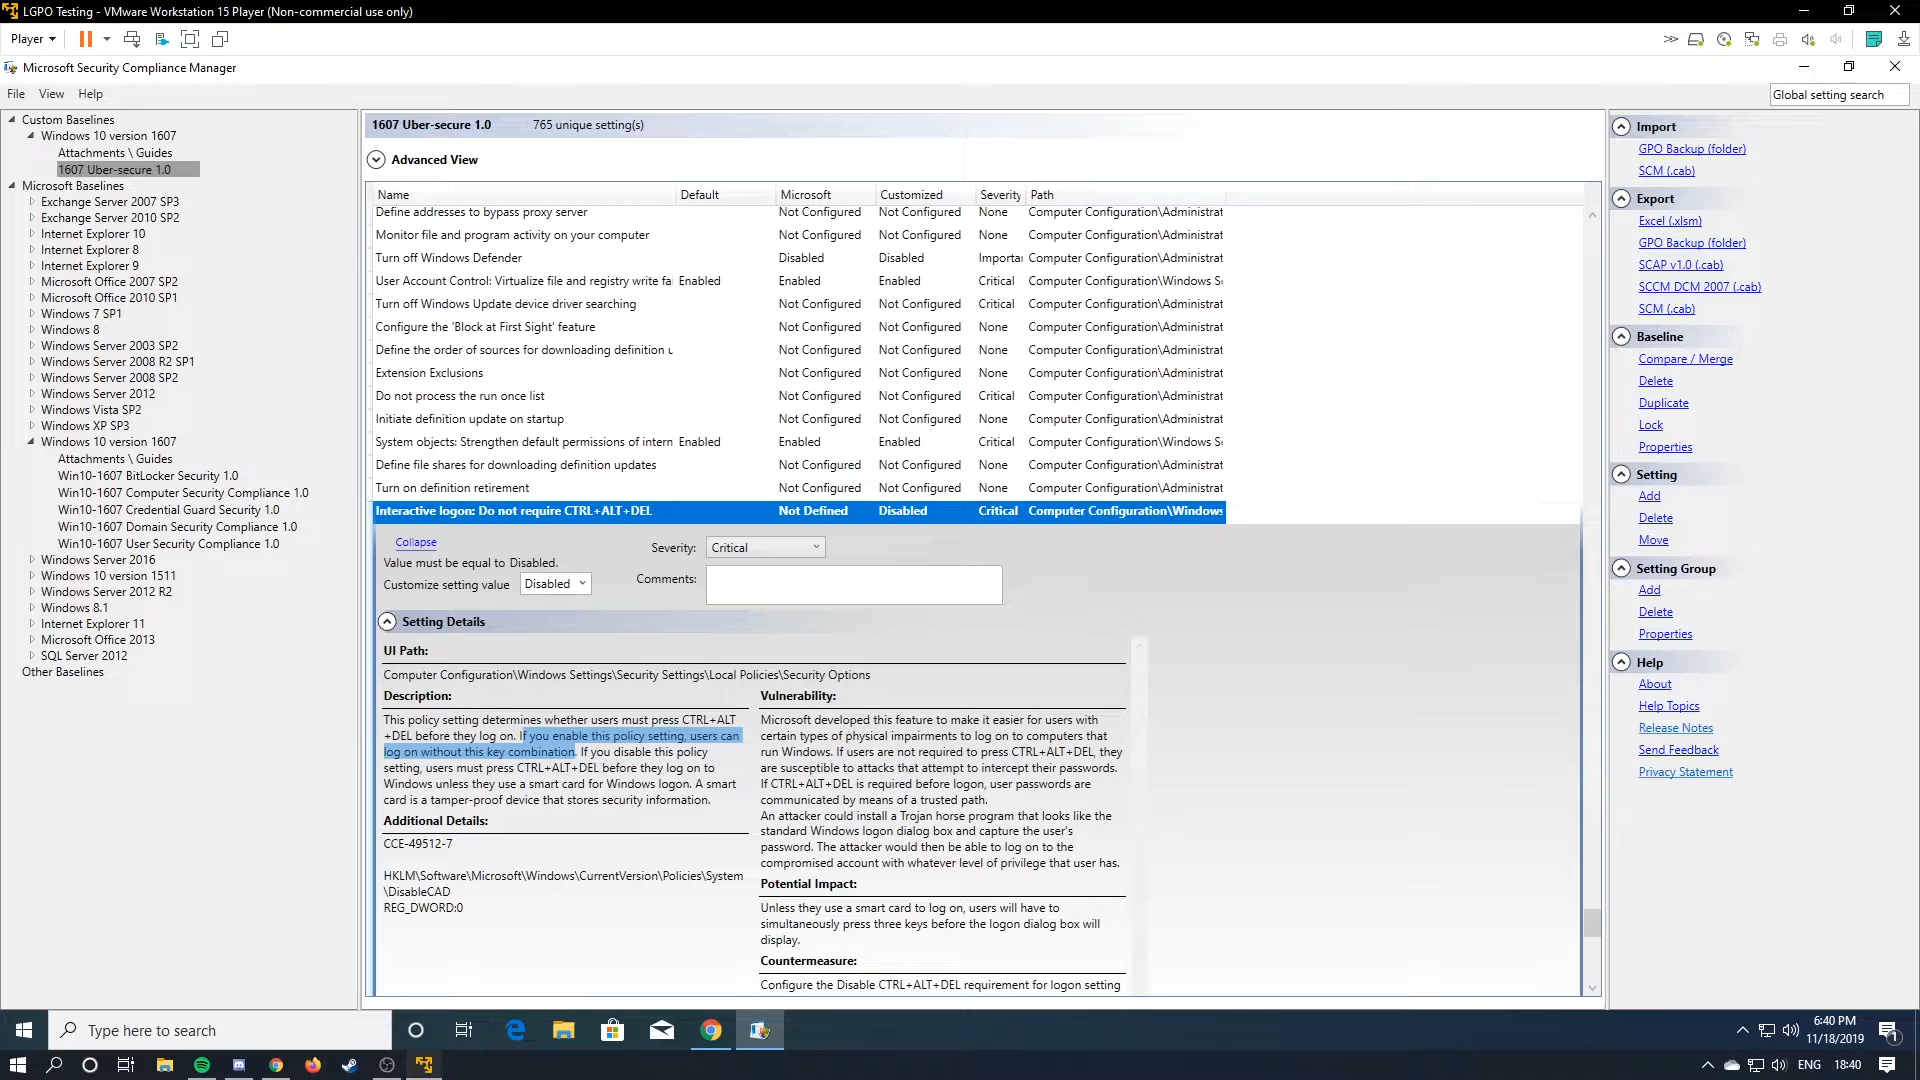 LGPO Testing - VMware Workstation 15 Player (Non-commercial use only)
Player
Microsoft Security Compliance Manager
File View Help
Global setting search
Custom Baselines
Windows 10 version 1607
Attachments \ Guides
1607 Uber-secure 1.0
Microsoft Baselines
Exchange Server 2007 SP3
Exchange Server 2010 SP2
Internet Explorer 10
Internet Explorer 8
Internet Explorer 9
Microsoft Office 2007 SP2
Microsoft Office 2010 SP1
Windows 7 SP1
Windows 8
Windows Server 2003 SP2
Windows Server 2008 R2 SP1
Windows Server 2008 SP2
Windows Server 2012
Windows Vista SP2
Windows XP SP3
Windows 10 version 1607
Attachments \ Guides
Win10-1607 BitLocker Security 1.0
Win10-1607 Computer Security Compliance 1.0
Win10-1607 Credential Guard Security 1.0
Win10-1607 Domain Security Compliance 1.0
Win10-1607 User Security Compliance 1.0
Windows Server 2016
Windows 10 version 1511
Windows Server 2012 R2
Windows 8.1
Internet Explorer 11
Microsoft Office 2013
SQL Server 2012
Other Baselines
1607 Uber-secure 1.0 765 unique setting(s)
Advanced View
Name Default Microsoft Customized Severity Path
Define addresses to bypass proxy server Not Configured Not Configured None Computer Configuration\Administrat
Monitor file and program activity on your computer Not Configured Not Configured None Computer Configuration\Administrat
Turn off Windows Defender Disabled Disabled Importa Computer Configuration\Administrat
User Account Control: Virtualize file and registry write fa Enabled Enabled Enabled Critical Computer Configuration\Windows S
Turn off Windows Update device driver searching Not Configured Not Configured Critical Computer Configuration\Administrat
Configure the 'Block at First Sight' feature Not Configured Not Configured None Computer Configuration\Administrat
Define the order of sources for downloading definition u Not Configured Not Configured None Computer Configuration\Administrat
Extension Exclusions Not Configured Not Configured None Computer Configuration\Administrat
Do not process the run once list Not Configured Not Configured Critical Computer Configuration\Administrat
Initiate definition update on startup Not Configured Not Configured None Computer Configuration\Administrat
System objects: Strengthen default permissions of intern Enabled Enabled Enabled Critical Computer Configuration\Windows S
Define file shares for downloading definition updates Not Configured Not Configured None Computer Configuration\Administrat
Turn on definition retirement Not Configured Not Configured None Computer Configuration\Administrat
Interactive logon: Do not require CTRL+ALT+DEL Not Defined Disabled Critical Computer Configuration\Windows
Collapse
Severity: Critical
Value must be equal to Disabled.
Customize setting value Disabled
Comments:
Setting Details
UI Path:
Computer Configuration\Windows Settings\Security Settings\Local Policies\Security Options
Description:
This policy setting determines whether users must press CTRL+ALT
+DEL before they log on. If you enable this policy setting, users can
log on without this key combination. If you disable this policy
setting, users must press CTRL+ALT+DEL before they log on to
Windows unless they use a smart card for Windows logon. A smart
card is a tamper-proof device that stores security information.
Additional Details:
CCE-49512-7
HKLM\Software\Microsoft\Windows\CurrentVersion\Policies\System
\DisableCAD
REG_DWORD:0
Vulnerability:
Microsoft developed this feature to make it easier for users with
certain types of physical impairments to log on to computers that
run Windows. If users are not required to press CTRL+ALT+DEL, they
are susceptible to attacks that attempt to intercept their passwords.
If CTRL+ALT+DEL is required before logon, user passwords are
communicated by means of a trusted path.
An attacker could install a Trojan horse program that looks like the
standard Windows logon dialog box and capture the user's
password. The attacker would then be able to log on to the
compromised account with whatever level of privilege that user has.
Potential Impact:
Unless they use a smart card to log on, users will have to
simultaneously press three keys before the logon dialog box will
display.
Countermeasure:
Configure the Disable CTRL+ALT+DEL requirement for logon setting
Import
GPO Backup (folder)
SCM (.cab)
Export
Excel (.xlsm)
GPO Backup (folder)
SCAP v1.0 (.cab)
SCCM DCM 2007 (.cab)
SCM (.cab)
Baseline
Compare / Merge
Delete
Duplicate
Lock
Properties
Setting
Add
Delete
Move
Setting Group
Add
Delete
Properties
Help
About
Help Topics
Release Notes
Send Feedback
Privacy Statement
Type here to search
6:40 PM
11/18/2019
1
ENG 18:40